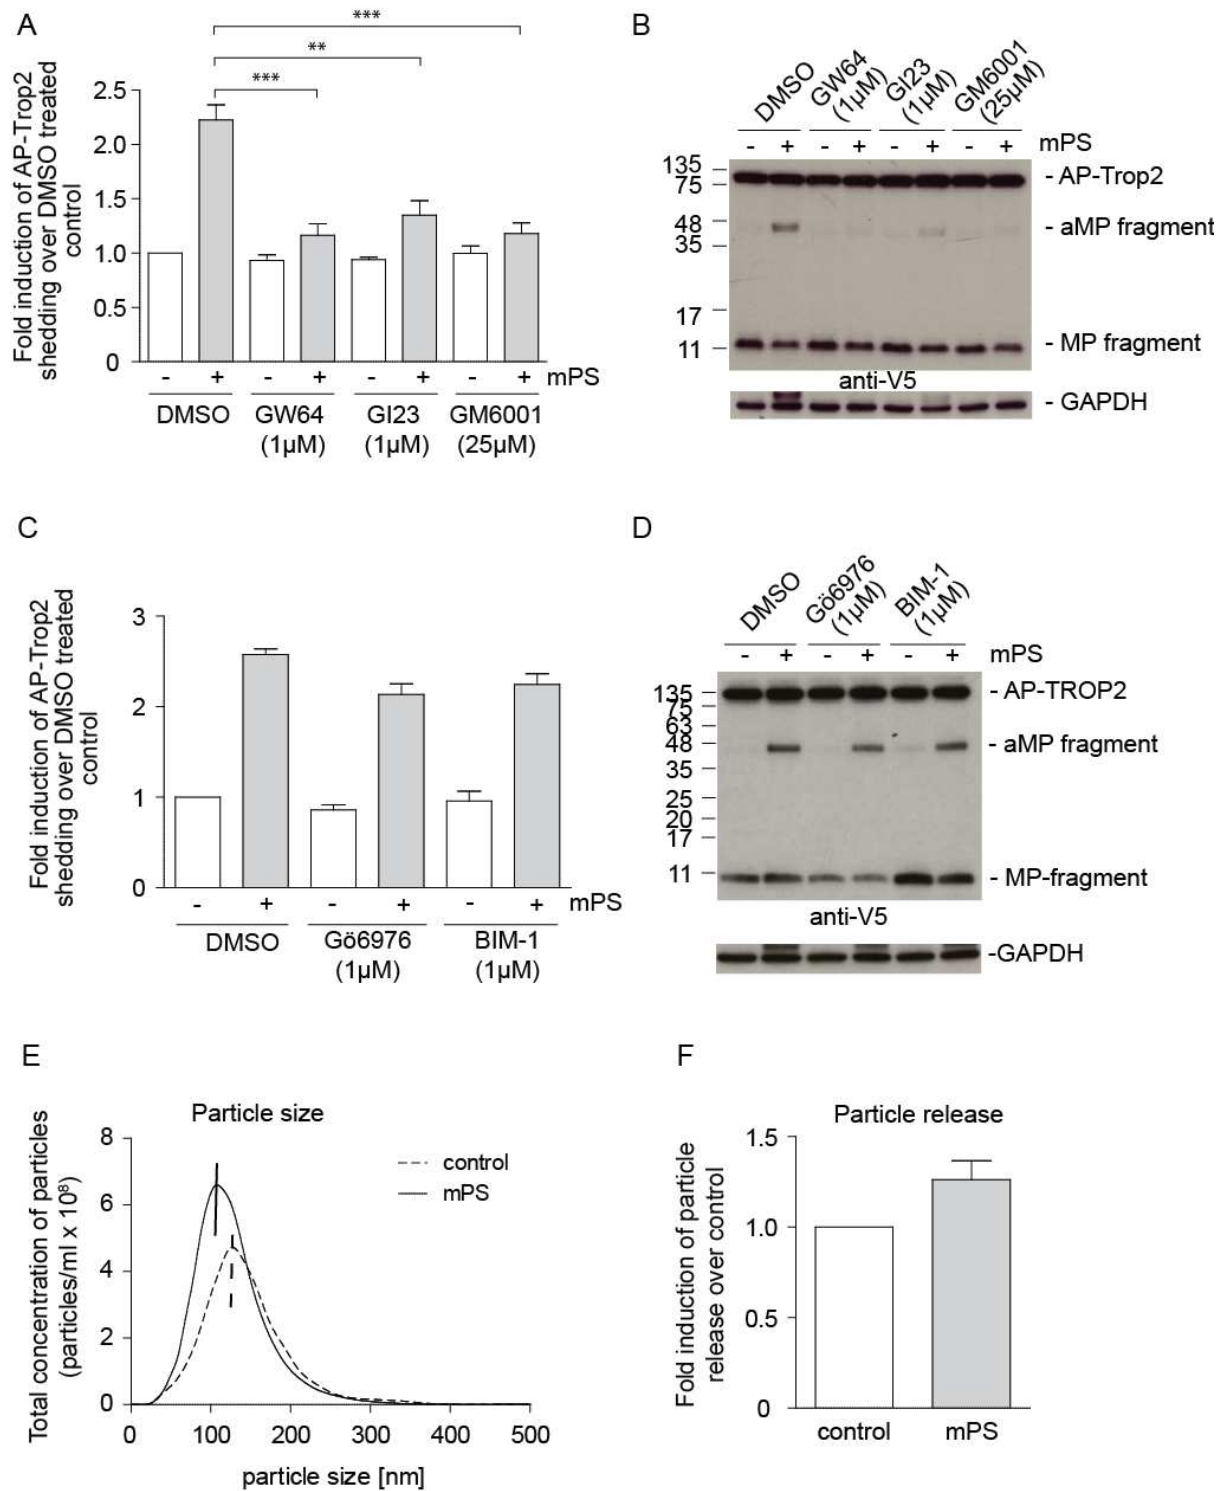 A
***
**
***
Fold induction of AP-Trop2
shedding over DMSO treated
control
2.5
2.0
1.5
1.0
0.5
0
- + - + - + - + mPS
DMSO GW64 GI23 GM6001
(1µM) (1µM) (25µM)
B
DMSO
GW64
(1µM)
GI23
(1µM)
GM6001
(25µM)
- + - + - + - + mPS
135
75
48
35
17
11
- AP-Trop2
- aMP fragment
- MP fragment
anti-V5
- GAPDH
C
Fold induction of AP-Trop2
shedding over DMSO treated
control
3
2
1
0
- + - + - + mPS
DMSO Gö6976 BIM-1
(1µM) (1µM)
D
DMSO
Gö6976
(1µM)
BIM-1
(1µM)
- + - + - + mPS
135
75
63
48
35
25
20
17
11
- AP-TROP2
- aMP fragment
- MP-fragment
anti-V5
-GAPDH
E
Particle size
Total concentration of particles
(particles/ml x 10⁸)
8
6
4
2
0
control
mPS
0 100 200 300 400 500
particle size [nm]
F
Particle release
Fold induction of particle
release over control
1.5
1.0
0.5
0
control mPS